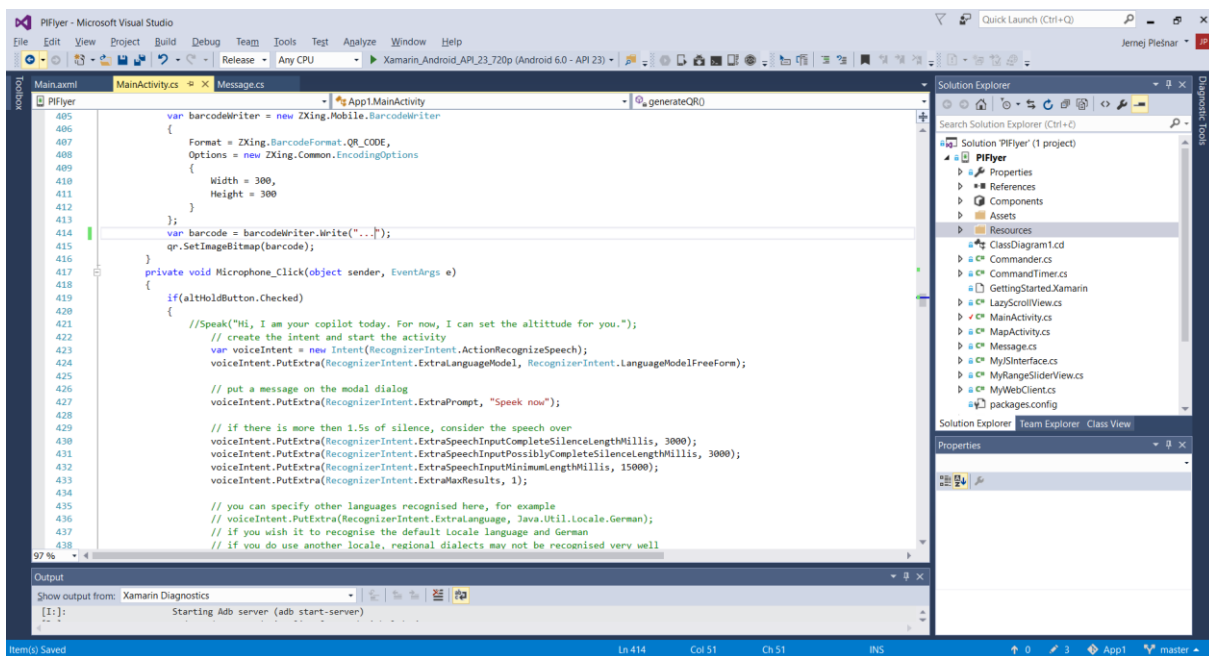 PIFlyer - Microsoft Visual Studio
Quick Launch (Ctrl+Q)
File Edit View Project Build Debug Team Tools Test Analyze Window Help
Jernej Plešnar JP
Release Any CPU Xamarin_Android_API_23_720p (Android 6.0 - API 23)
Toolbox
Main.axml MainActivity.cs Message.cs
PIFlyer App1.MainActivity generateQR()
405 var barcodeWriter = new ZXing.Mobile.BarcodeWriter
406 {
407 Format = ZXing.BarcodeFormat.QR_CODE,
408 Options = new ZXing.Common.EncodingOptions
409 {
410 Width = 300,
411 Height = 300
412 }
413 };
414 var barcode = barcodeWriter.Write("...");
415 qr.SetImageBitmap(barcode);
416 }
417 private void Microphone_Click(object sender, EventArgs e)
418 {
419 if(altHoldButton.Checked)
420 {
421 //Speak("Hi, I am your copilot today. For now, I can set the altittude for you.");
422 // create the intent and start the activity
423 var voiceIntent = new Intent(RecognizerIntent.ActionRecognizeSpeech);
424 voiceIntent.PutExtra(RecognizerIntent.ExtraLanguageModel, RecognizerIntent.LanguageModelFreeForm);
425
426 // put a message on the modal dialog
427 voiceIntent.PutExtra(RecognizerIntent.ExtraPrompt, "Speek now");
428
429 // if there is more then 1.5s of silence, consider the speech over
430 voiceIntent.PutExtra(RecognizerIntent.ExtraSpeechInputCompleteSilenceLengthMillis, 3000);
431 voiceIntent.PutExtra(RecognizerIntent.ExtraSpeechInputPossiblyCompleteSilenceLengthMillis, 3000);
432 voiceIntent.PutExtra(RecognizerIntent.ExtraSpeechInputMinimumLengthMillis, 15000);
433 voiceIntent.PutExtra(RecognizerIntent.ExtraMaxResults, 1);
434
435 // you can specify other languages recognised here, for example
436 // voiceIntent.PutExtra(RecognizerIntent.ExtraLanguage, Java.Util.Locale.German);
437 // if you wish it to recognise the default Locale language and German
438 // if you do use another locale, regional dialects may not be recognised very well
97 %
Output
Show output from: Xamarin Diagnostics
[I:]: Starting Adb server (adb start-server)
Solution Explorer
Search Solution Explorer (Ctrl+č)
Solution 'PIFlyer' (1 project)
PIFlyer
Properties
References
Components
Assets
Resources
ClassDiagram1.cd
Commander.cs
CommandTimer.cs
GettingStarted.Xamarin
LazyScrollView.cs
MainActivity.cs
MapActivity.cs
Message.cs
MyJSInterface.cs
MyRangeSliderView.cs
MyWebClient.cs
packages.config
Solution Explorer Team Explorer Class View
Properties
Diagnostic Tools
Item(s) Saved Ln 414 Col 51 Ch 51 INS 0 3 App1 master